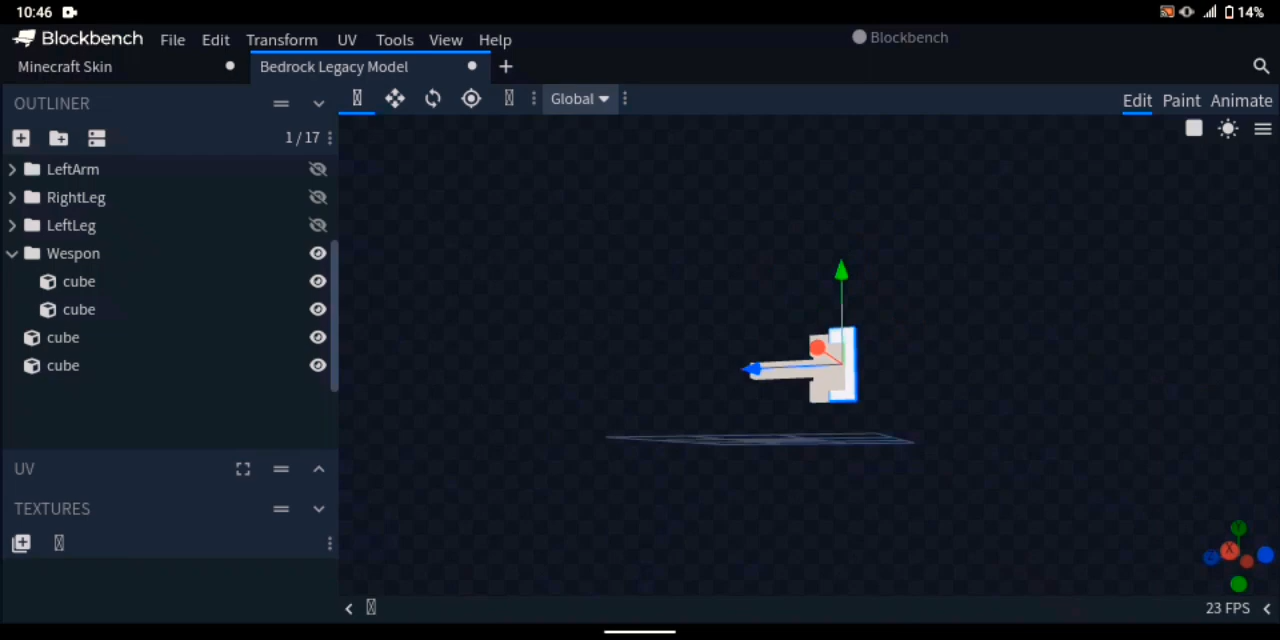 10:46 14%
Blockbench File Edit Transform UV Tools View Help Blockbench
Minecraft Skin Bedrock Legacy Model
OUTLINER Global Edit Paint Animate
1 / 17
LeftArm
RightLeg
LeftLeg
Wespon
cube
cube
cube
cube
UV
TEXTURES
X
Y
23 FPS